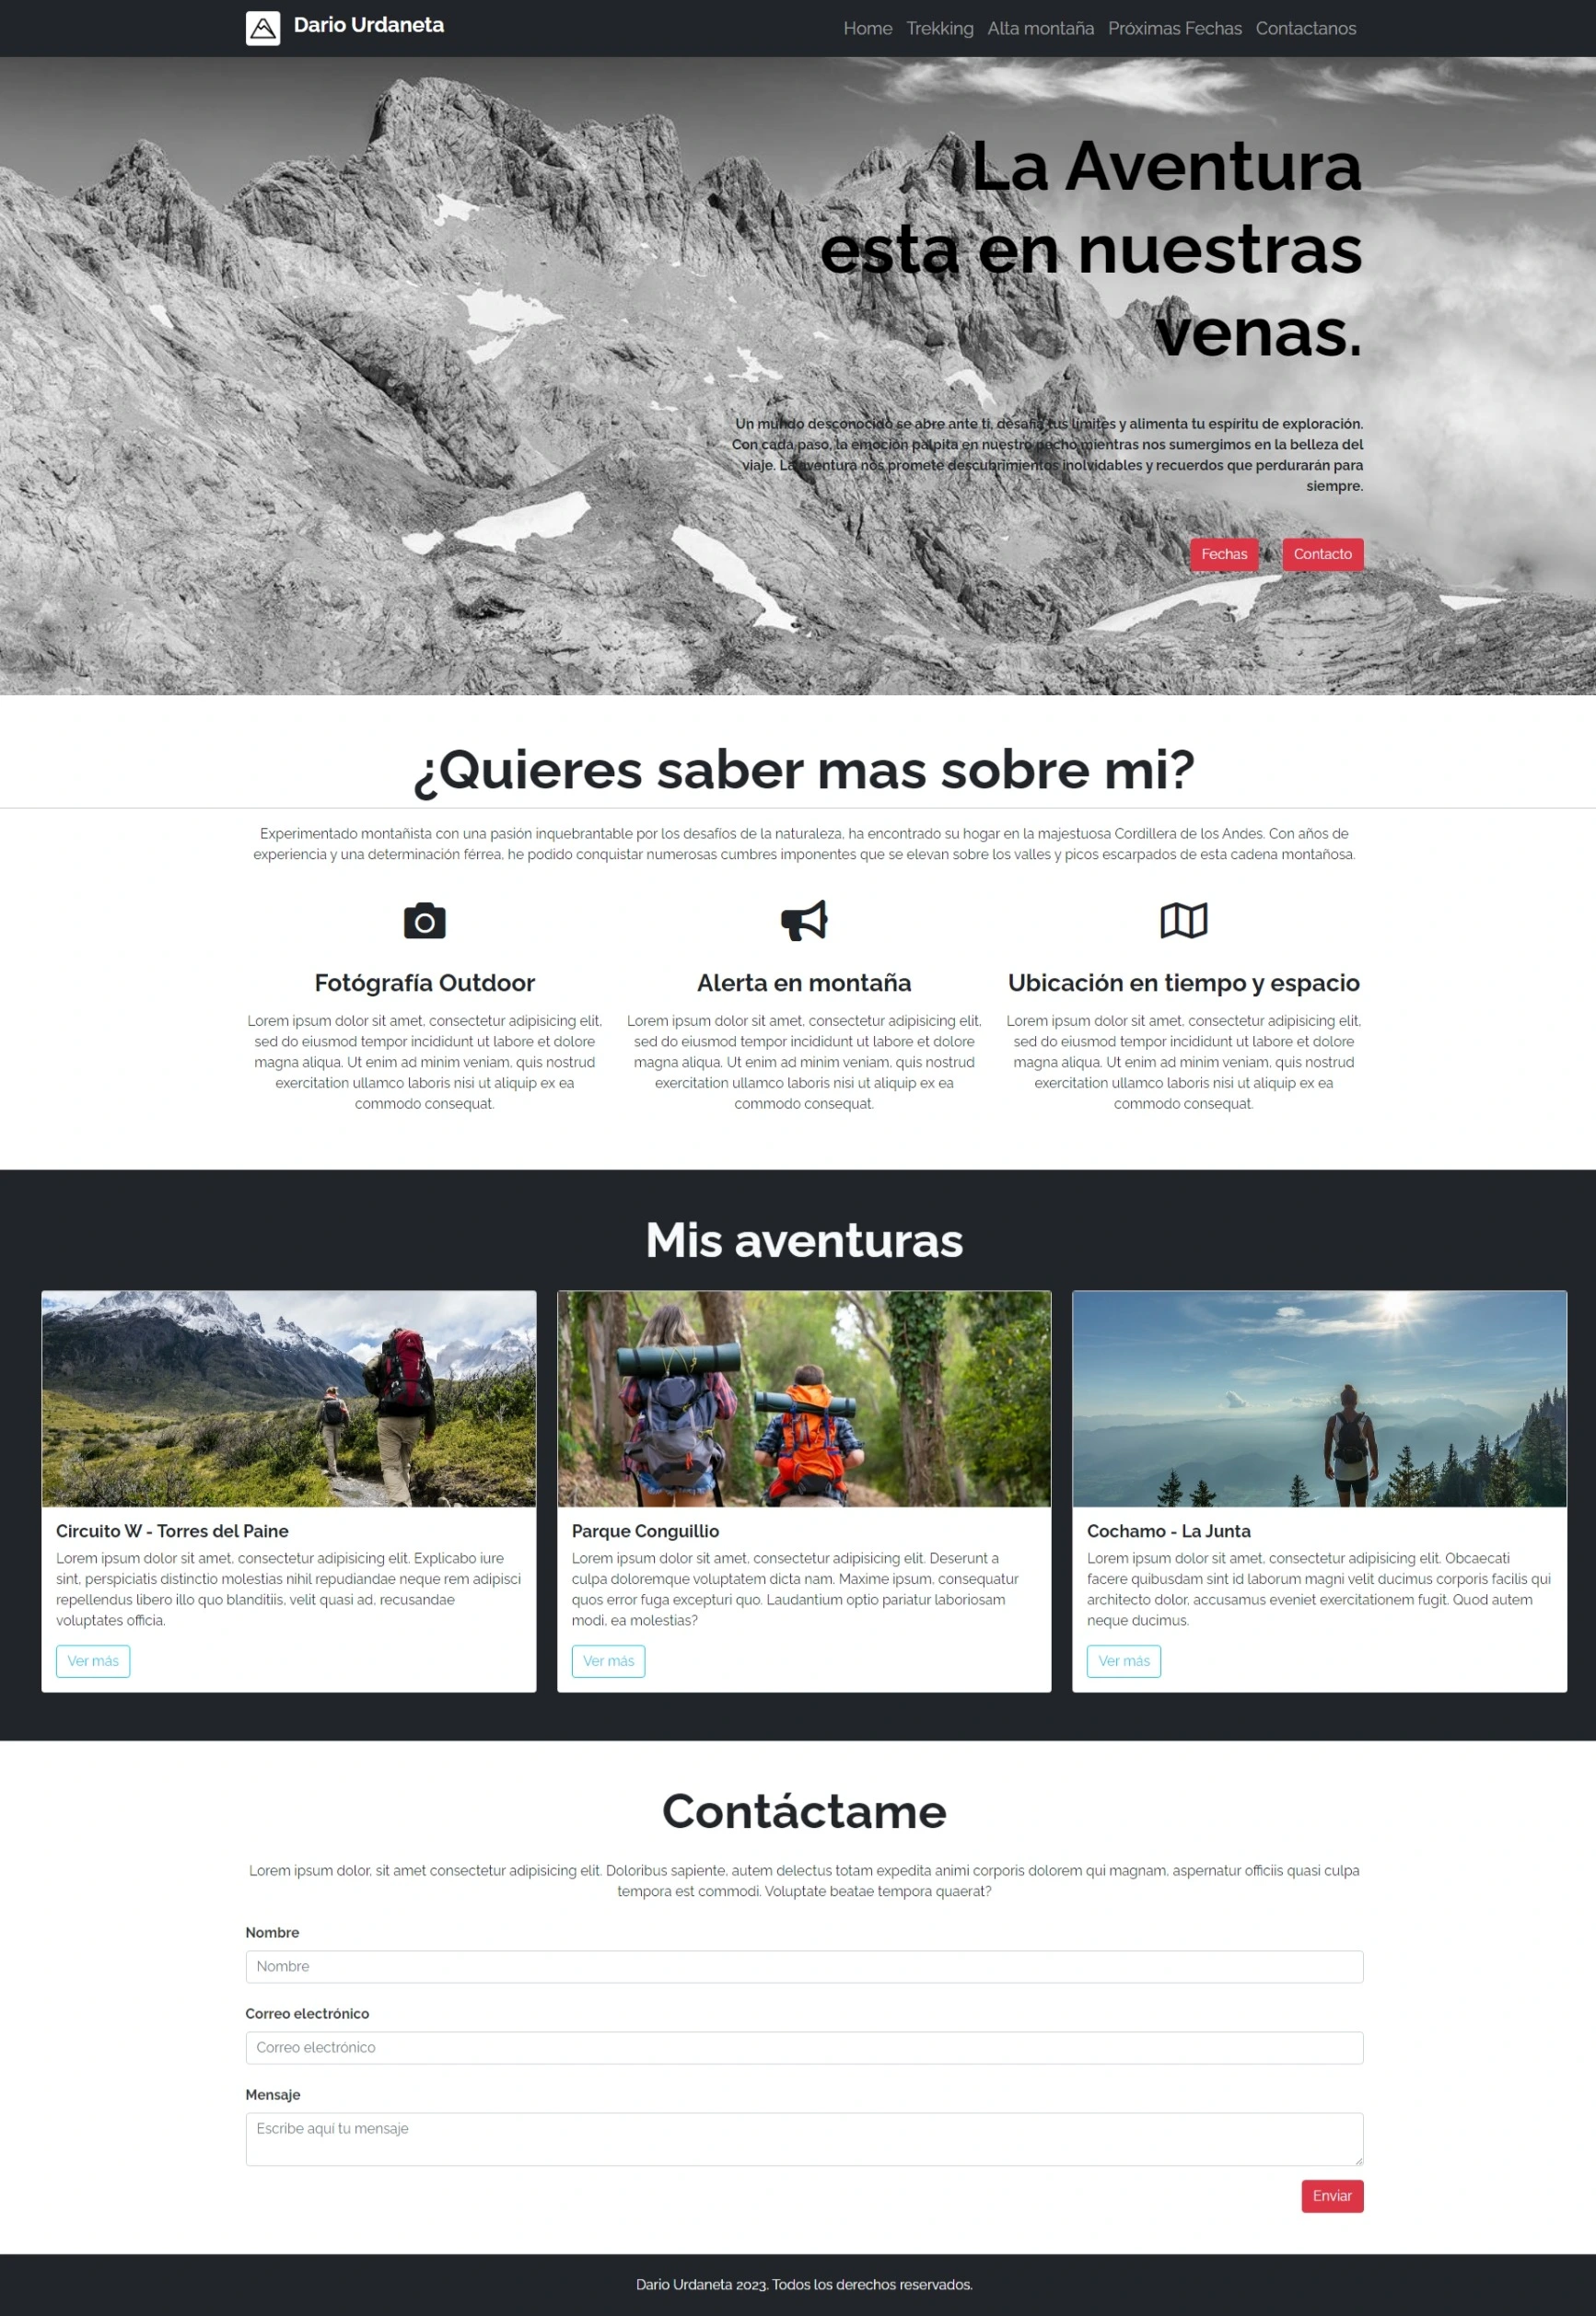 Dario Urdaneta
Home Trekking Alta montaña Próximas Fechas Contactanos
La Aventura
esta en nuestras
venas.
Un mundo desconocido se abre ante ti, desafia tus limites y alimenta tu espíritu de exploración.
Con cada paso, la emoción palpita en nuestro pecho mientras nos sumergimos en la belleza del
viaje. La aventura nos promete descubrimientos inolvidables y recuerdos que perdurarán para
siempre.
Fechas Contacto
¿Quieres saber mas sobre mi?
Experimentado montañista con una pasión inquebrantable por los desafíos de la naturaleza, ha encontrado su hogar en la majestuosa Cordillera de los Andes. Con años de
experiencia y una determinación férrea, he podido conquistar numerosas cumbres imponentes que se elevan sobre los valles y picos escarpados de esta cadena montañosa.
Fotógrafía Outdoor
Lorem ipsum dolor sit amet, consectetur adipisicing elit,
sed do eiusmod tempor incididunt ut labore et dolore
magna aliqua. Ut enim ad minim veniam, quis nostrud
exercitation ullamco laboris nisi ut aliquip ex ea
commodo consequat.
Alerta en montaña
Lorem ipsum dolor sit amet, consectetur adipisicing elit,
sed do eiusmod tempor incididunt ut labore et dolore
magna aliqua. Ut enim ad minim veniam, quis nostrud
exercitation ullamco laboris nisi ut aliquip ex ea
commodo consequat.
Ubicación en tiempo y espacio
Lorem ipsum dolor sit amet, consectetur adipisicing elit,
sed do eiusmod tempor incididunt ut labore et dolore
magna aliqua. Ut enim ad minim veniam, quis nostrud
exercitation ullamco laboris nisi ut aliquip ex ea
commodo consequat.
Mis aventuras
Circuito W - Torres del Paine
Lorem ipsum dolor sit amet, consectetur adipisicing elit. Explicabo iure
sint, perspiciatis distinctio molestias nihil repudiandae neque rem adipisci
repellendus libero illo quo blanditiis, velit quasi ad, recusandae
voluptates officia.
Ver más
Parque Conguillio
Lorem ipsum dolor sit amet, consectetur adipisicing elit. Deserunt a
culpa doloremque voluptatem dicta nam. Maxime ipsum, consequatur
quos error fuga excepturi quo. Laudantium optio pariatur laboriosam
modi, ea molestias?
Ver más
Cochamo - La Junta
Lorem ipsum dolor sit amet, consectetur adipisicing elit. Obcaecati
facere quibusdam sint id laborum magni velit ducimus corporis facilis qui
architecto dolor, accusamus eveniet exercitationem fugit. Quod autem
neque ducimus.
Ver más
Contáctame
Lorem ipsum dolor, sit amet consectetur adipisicing elit. Doloribus sapiente, autem delectus totam expedita animi corporis dolorem qui magnam, aspernatur officiis quasi culpa
tempora est commodi. Voluptate beatae tempora quaerat?
Nombre
Nombre
Correo electrónico
Correo electrónico
Mensaje
Escribe aquí tu mensaje
Enviar
Dario Urdaneta 2023. Todos los derechos reservados.